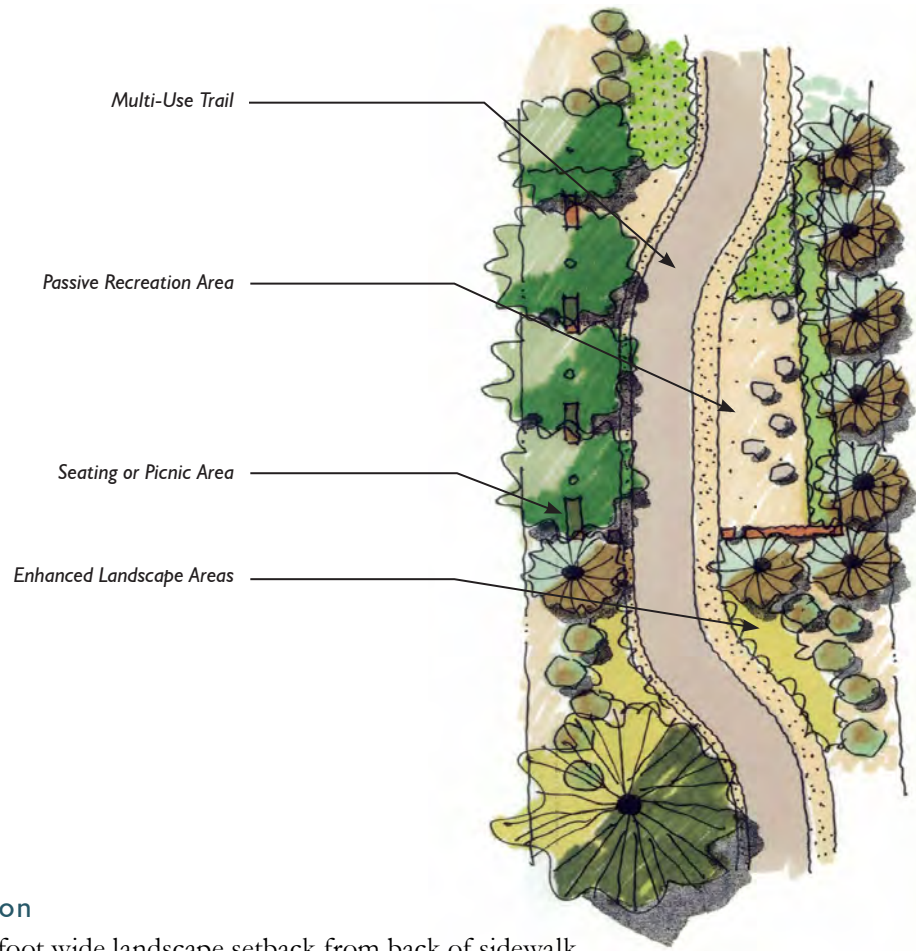 Multi-Use Trail
Passive Recreation Area
Seating or Picnic Area
Enhanced Landscape Areas
on
foot wide landscape setback from back of sidewalk